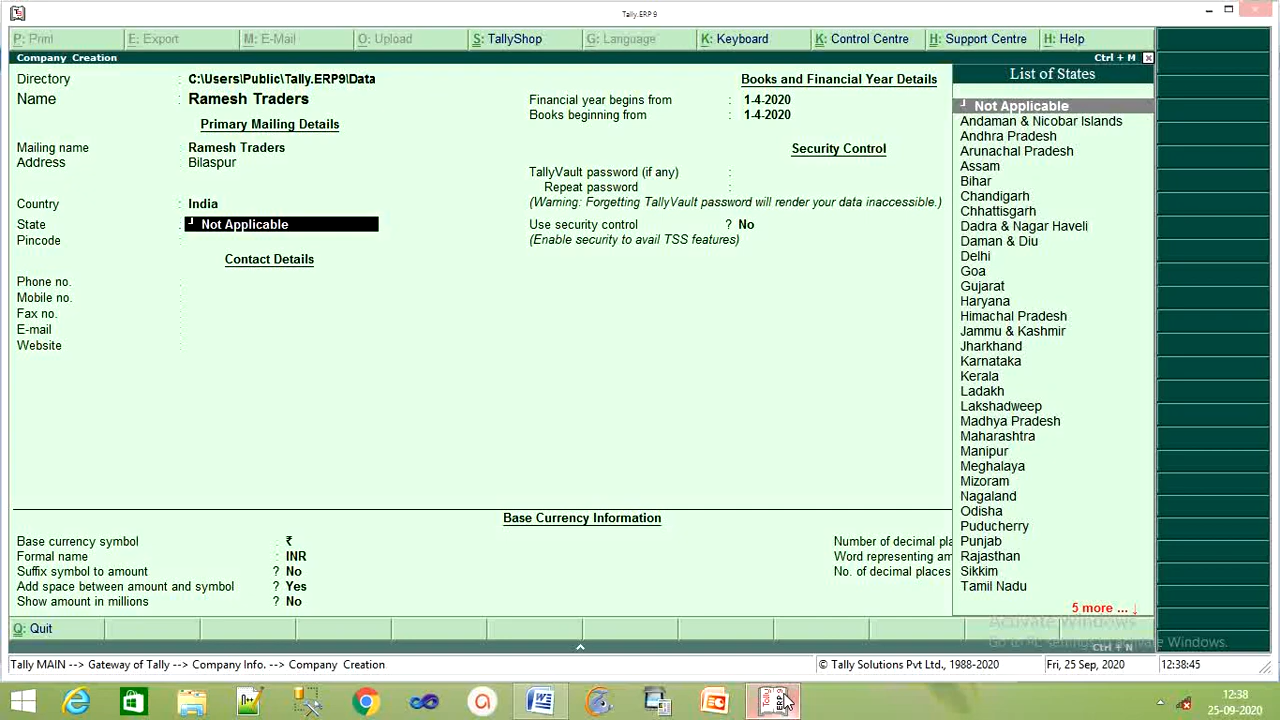 Tally.ERP 9
P: Print E: Export M: E-Mail O: Upload S: TallyShop G: Language K: Keyboard K: Control Centre H: Support Centre H: Help
Company Creation Ctrl + M
Directory : C:\Users\Public\Tally.ERP9\Data
Name : Ramesh Traders
Primary Mailing Details
Mailing name : Ramesh Traders
Address : Bilaspur
Country : India
State : ┘ Not Applicable
Pincode :
Contact Details
Phone no. :
Mobile no. :
Fax no. :
E-mail :
Website :
Books and Financial Year Details
Financial year begins from : 1-4-2020
Books beginning from : 1-4-2020
Security Control
TallyVault password (if any) :
Repeat password :
(Warning: Forgetting TallyVault password will render your data inaccessible.)
Use security control ? No
(Enable security to avail TSS features)
List of States
┘ Not Applicable
Andaman & Nicobar Islands
Andhra Pradesh
Arunachal Pradesh
Assam
Bihar
Chandigarh
Chhattisgarh
Dadra & Nagar Haveli
Daman & Diu
Delhi
Goa
Gujarat
Haryana
Himachal Pradesh
Jammu & Kashmir
Jharkhand
Karnataka
Kerala
Ladakh
Lakshadweep
Madhya Pradesh
Maharashtra
Manipur
Meghalaya
Mizoram
Nagaland
Odisha
Puducherry
Punjab
Rajasthan
Sikkim
Tamil Nadu
5 more ... ↓
Base Currency Information
Base currency symbol : ₹
Formal name : INR
Suffix symbol to amount ? No
Add space between amount and symbol ? Yes
Show amount in millions ? No
Number of decimal pla
Word representing am
No. of decimal places
Activate Windows
Go to PC settings to activate Windows.
Q: Quit
Ctrl + N
Tally MAIN --> Gateway of Tally --> Company Info. --> Company Creation © Tally Solutions Pvt Ltd., 1988-2020 Fri, 25 Sep, 2020 12:38:45
12:38
25-09-2020